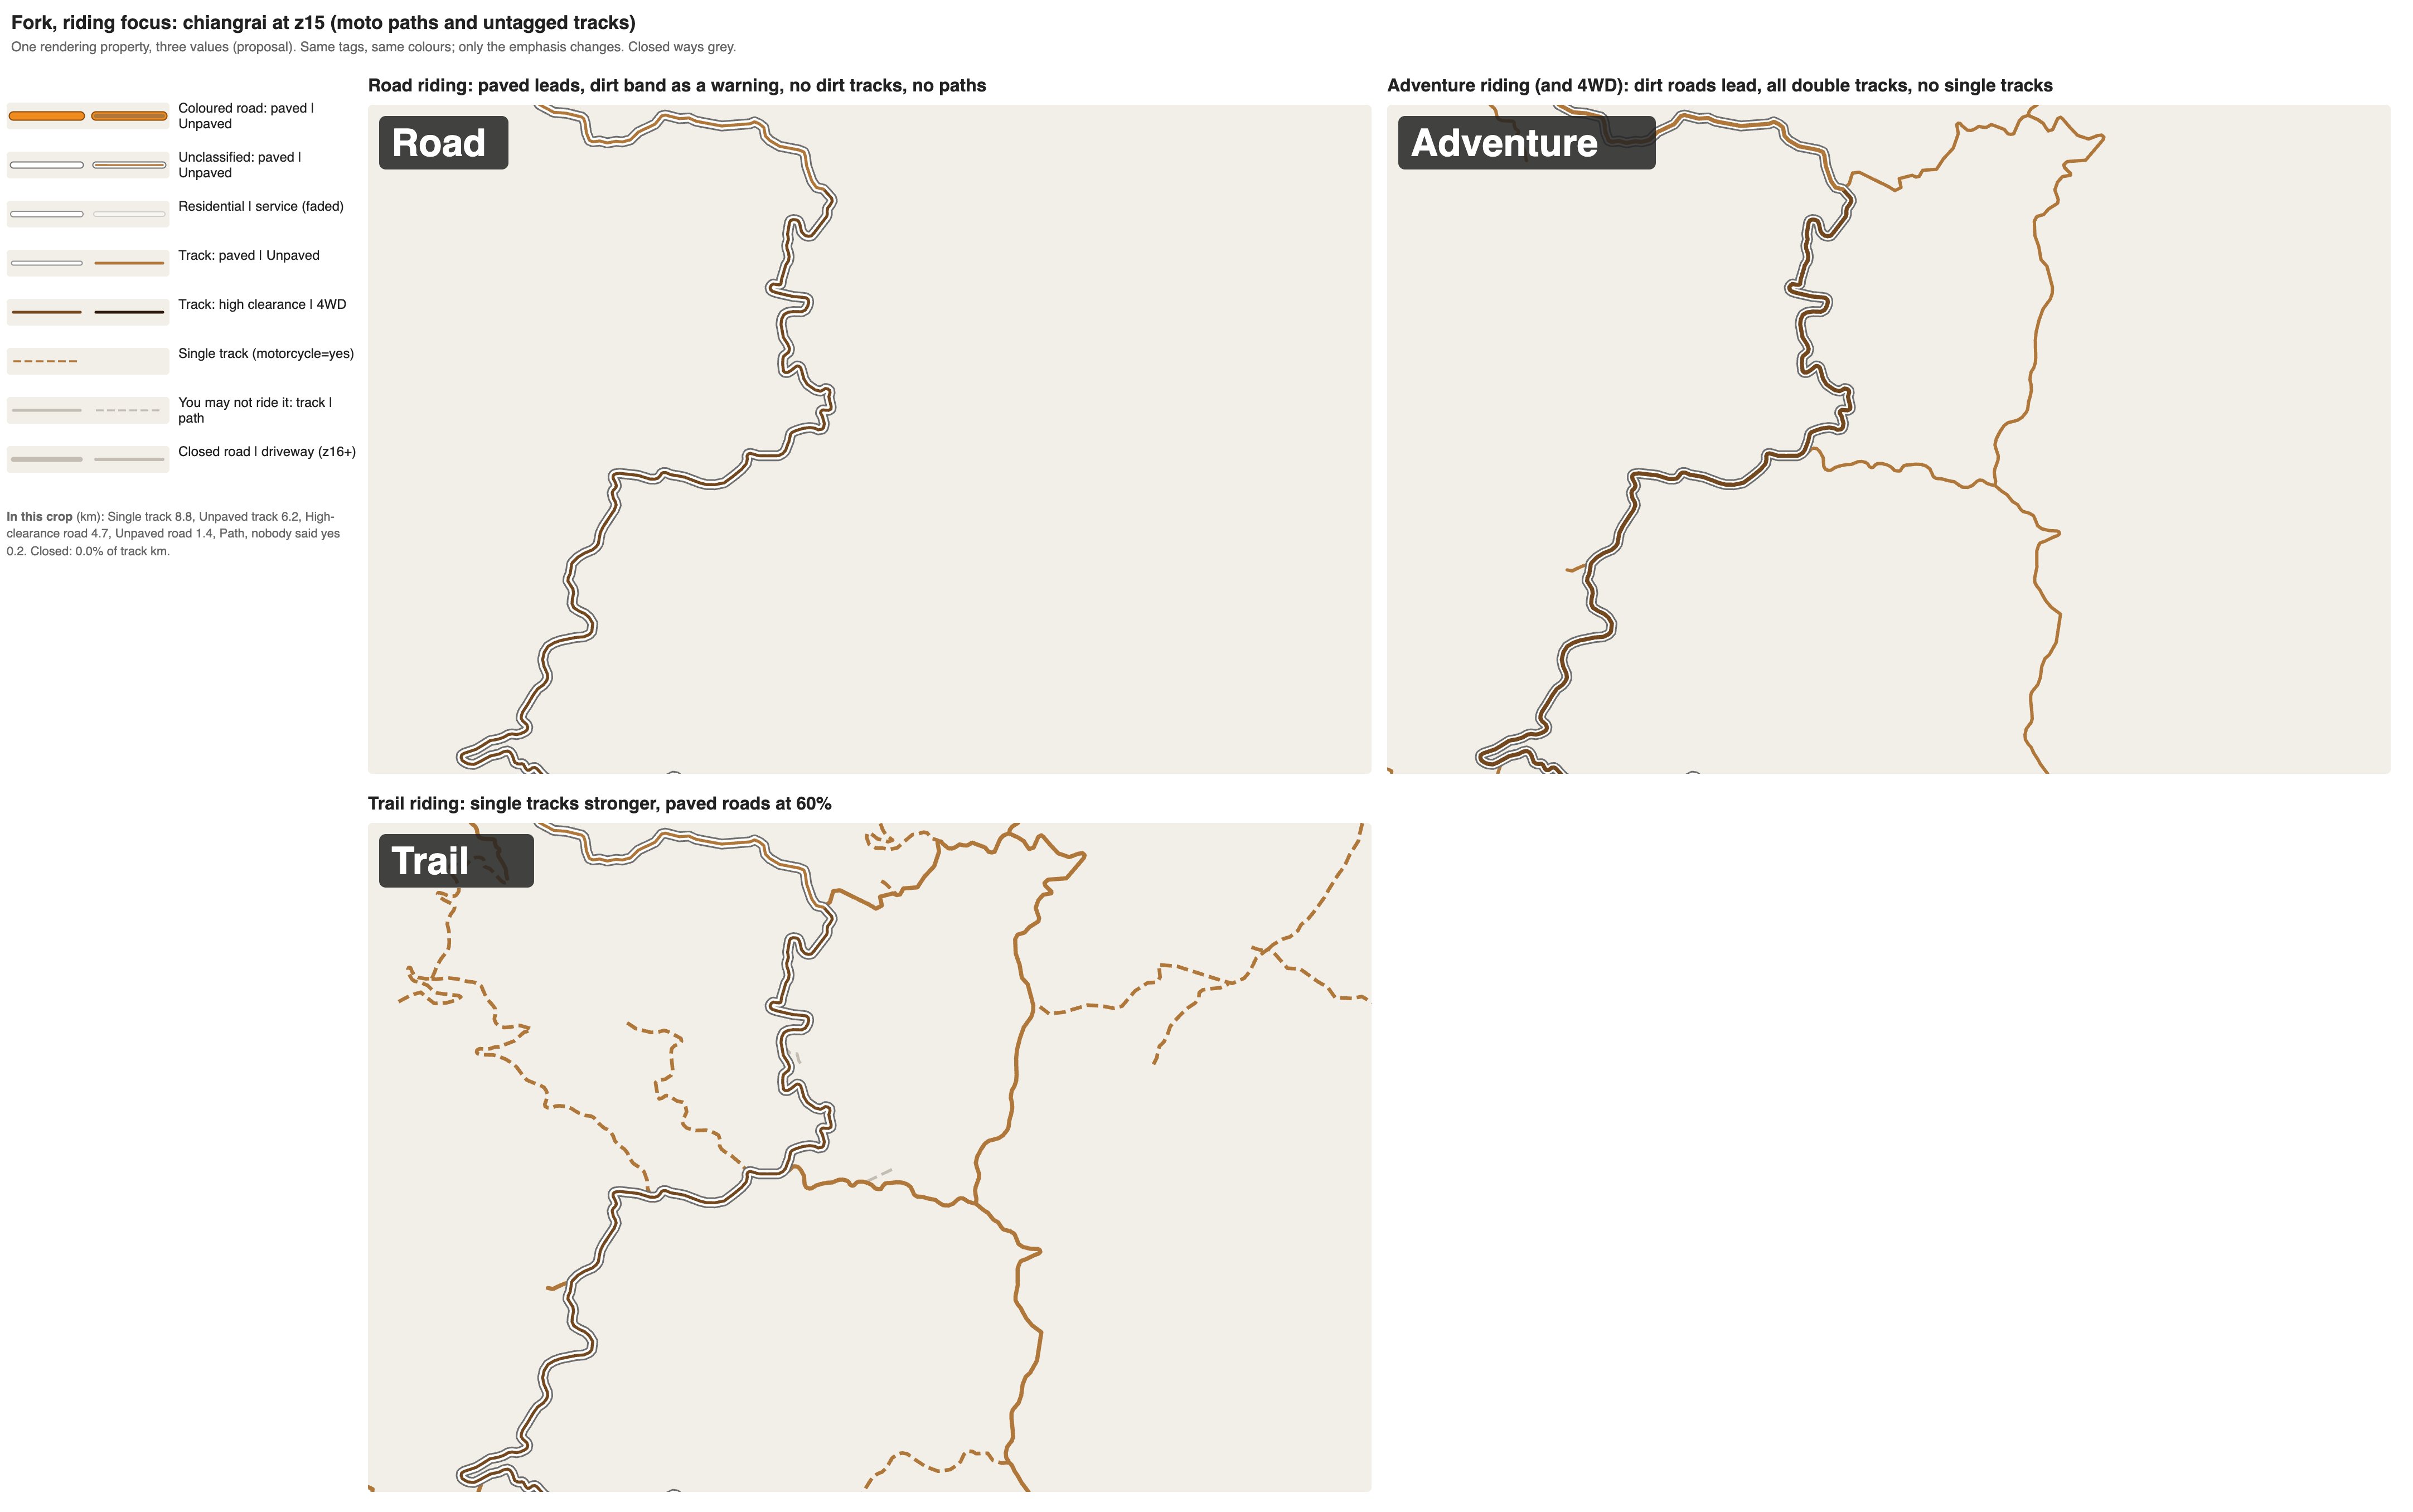 Fork, riding focus: chiangrai at z15 (moto paths and untagged tracks)
One rendering property, three values (proposal). Same tags, same colours; only the emphasis changes. Closed ways grey.
Coloured road: paved |
Unpaved
Unclassified: paved |
Unpaved
Residential | service (faded)
Track: paved | Unpaved
Track: high clearance | 4WD
Single track (motorcycle=yes)
You may not ride it: track |
path
Closed road | driveway (z16+)
In this crop (km): Single track 8.8, Unpaved track 6.2, High-
clearance road 4.7, Unpaved road 1.4, Path, nobody said yes
0.2. Closed: 0.0% of track km.
Road riding: paved leads, dirt band as a warning, no dirt tracks, no paths
Road
Adventure riding (and 4WD): dirt roads lead, all double tracks, no single tracks
Adventure
Trail riding: single tracks stronger, paved roads at 60%
Trail